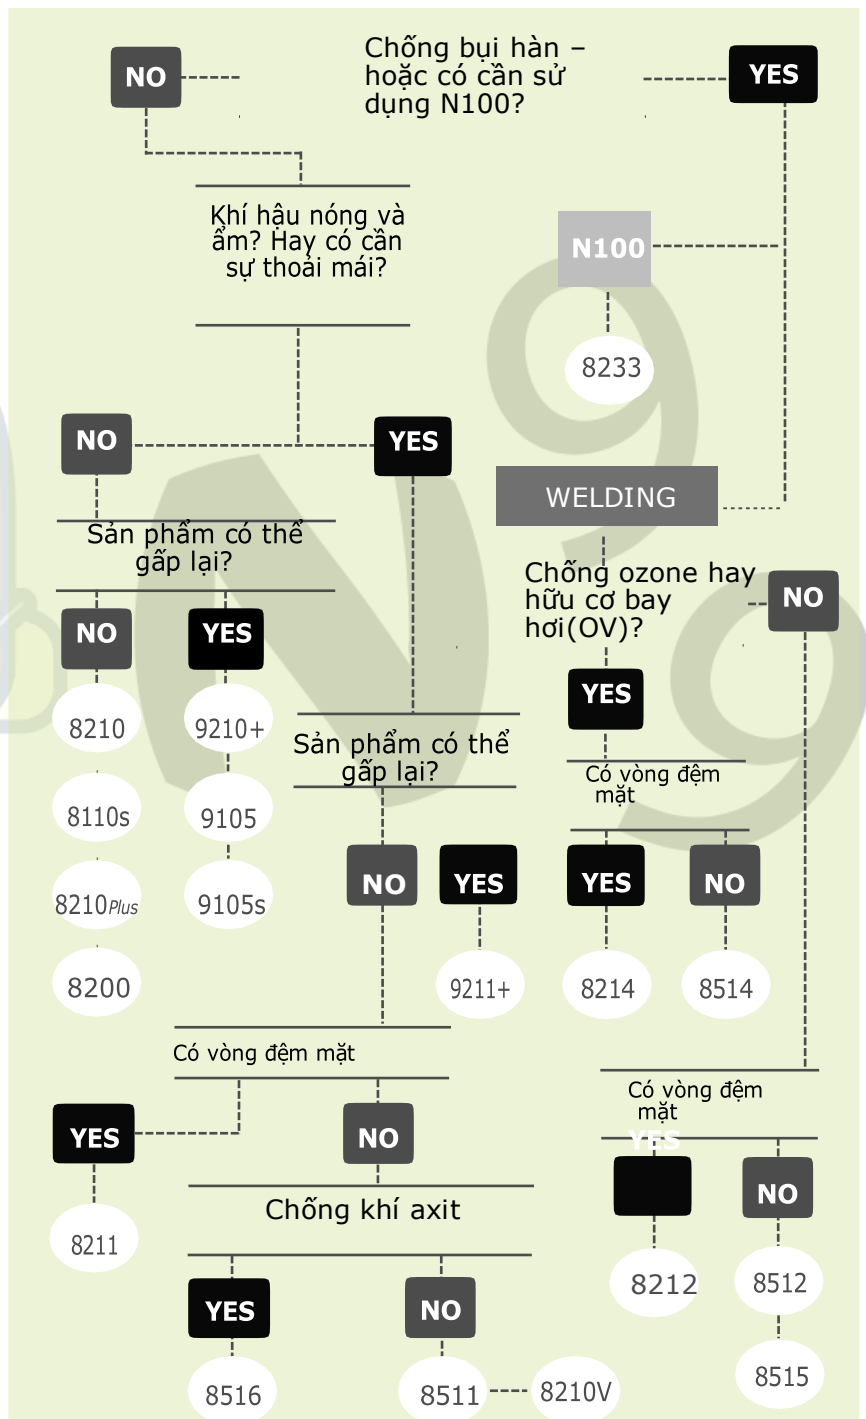 NO
Chống bụi hàn –
hoặc có cần sử
dụng N100?
YES
Khí hậu nóng và
ẩm? Hay có cần
sự thoải mái?
N100
8233
NO
YES
WELDING
Sản phẩm có thể
gấp lại?
Chống ozone hay
hữu cơ bay
hơi(OV)?
NO
NO
YES
YES
8210
9210+
8110s
9105
8210Plus
9105s
8200
Sản phẩm có thể
gấp lại?
Có vòng đệm
mặt
NO
YES
YES
NO
9211+
8214
8514
Có vòng đệm mặt
Có vòng đệm
mặt
YES
NO
YES
NO
8211
8212
8512
8515
Chống khí axit
YES
NO
8516
8511
8210V
N99